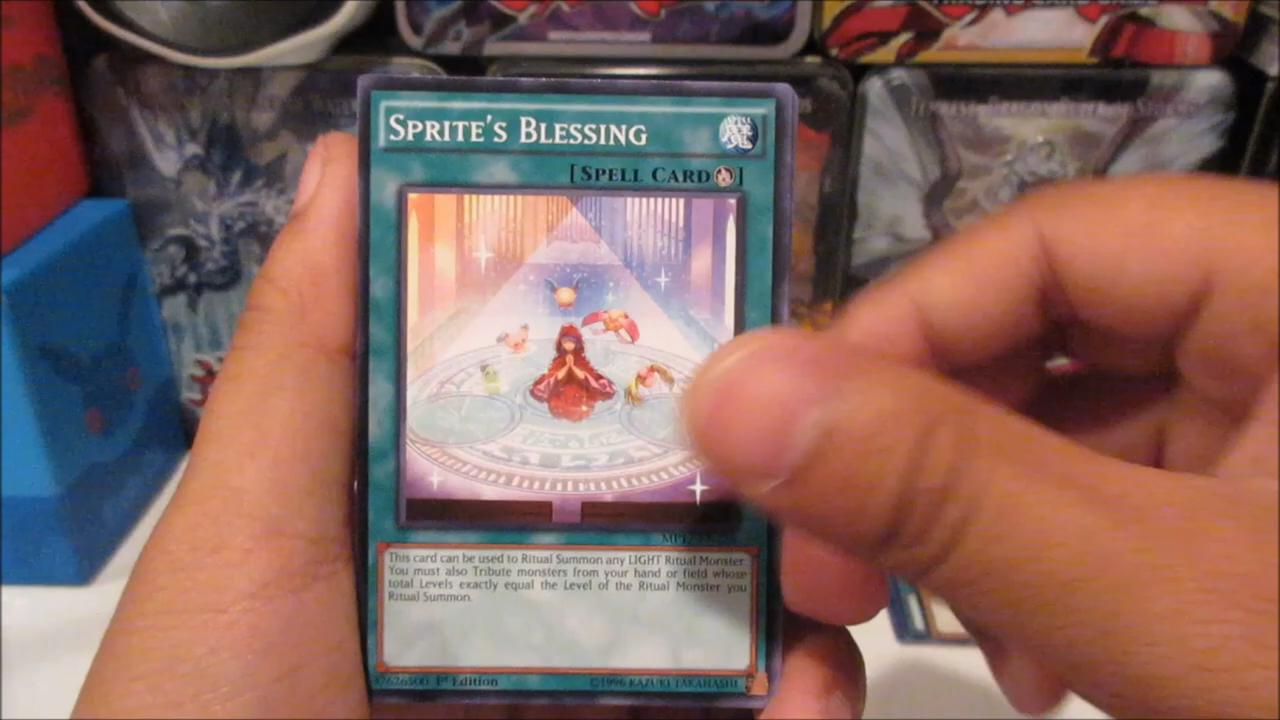 SPRITE'S BLESSING
[SPELL CARD]
This card can be used to Ritual Summon any LIGHT Ritual Monster.
You must also Tribute monsters from your hand or field whose
total Levels exactly equal the Level of the Ritual Monster you
Ritual Summon.
1st Edition
©1996 KAZUKI TAKAHASHI